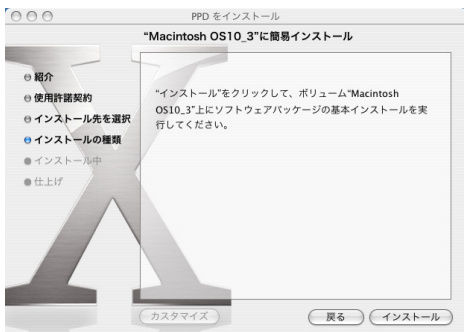 PPD をインストール
“Macintosh OS10_3”に簡易インストール
紹介
使用許諾契約
インストール先を選択
インストールの種類
インストール中
仕上げ
“インストール”をクリックして、ボリューム“Macintosh
OS10_3”上にソフトウェアパッケージの基本インストールを実
行してください。
カスタマイズ
戻る
インストール